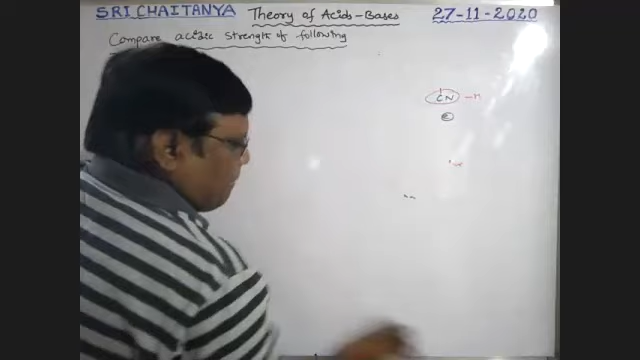 SRI CHAITANYA Theory of Acids-Bases 27-11-2020
Compare acidic strength of following
CN -H